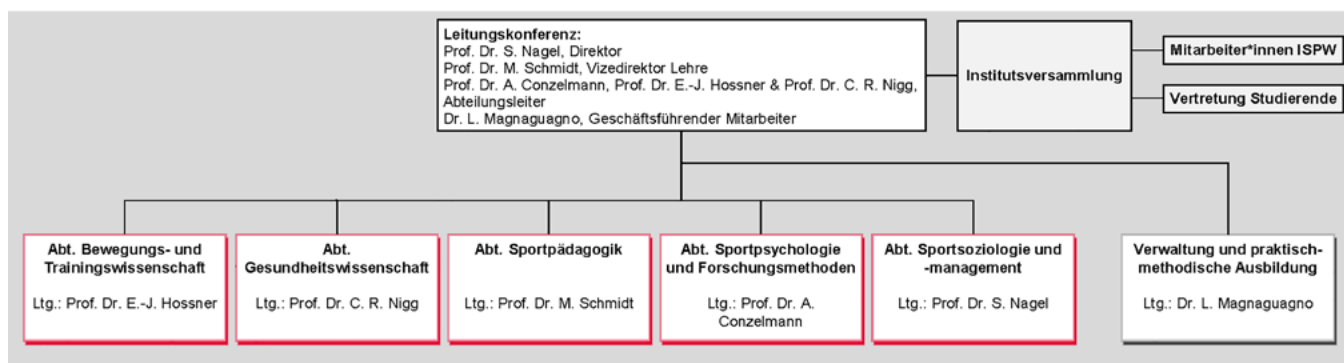 Leitungskonferenz:
Prof. Dr. S. Nagel, Direktor
Prof. Dr. M. Schmidt, Vizedirektor Lehre
Prof. Dr. A. Conzelmann, Prof. Dr. E.-J. Hossner & Prof. Dr. C. R. Nigg,
Abteilungsleiter
Dr. L. Magnaguagno, Geschäftsführender Mitarbeiter
Institutsversammlung
Mitarbeiter*innen ISPW
Vertretung Studierende
Abt. Bewegungs- und
Trainingswissenschaft
Ltg.: Prof. Dr. E.-J. Hossner
Abt.
Gesundheitswissenschaft
Ltg.: Prof. Dr. C. R. Nigg
Abt. Sportpädagogik
Ltg.: Prof. Dr. M. Schmidt
Abt. Sportpsychologie
und Forschungsmethoden
Ltg.: Prof. Dr. A.
Conzelmann
Abt. Sportsoziologie und
-management
Ltg.: Prof. Dr. S. Nagel
Verwaltung und praktisch-
methodische Ausbildung
Ltg.: Dr. L. Magnaguagno